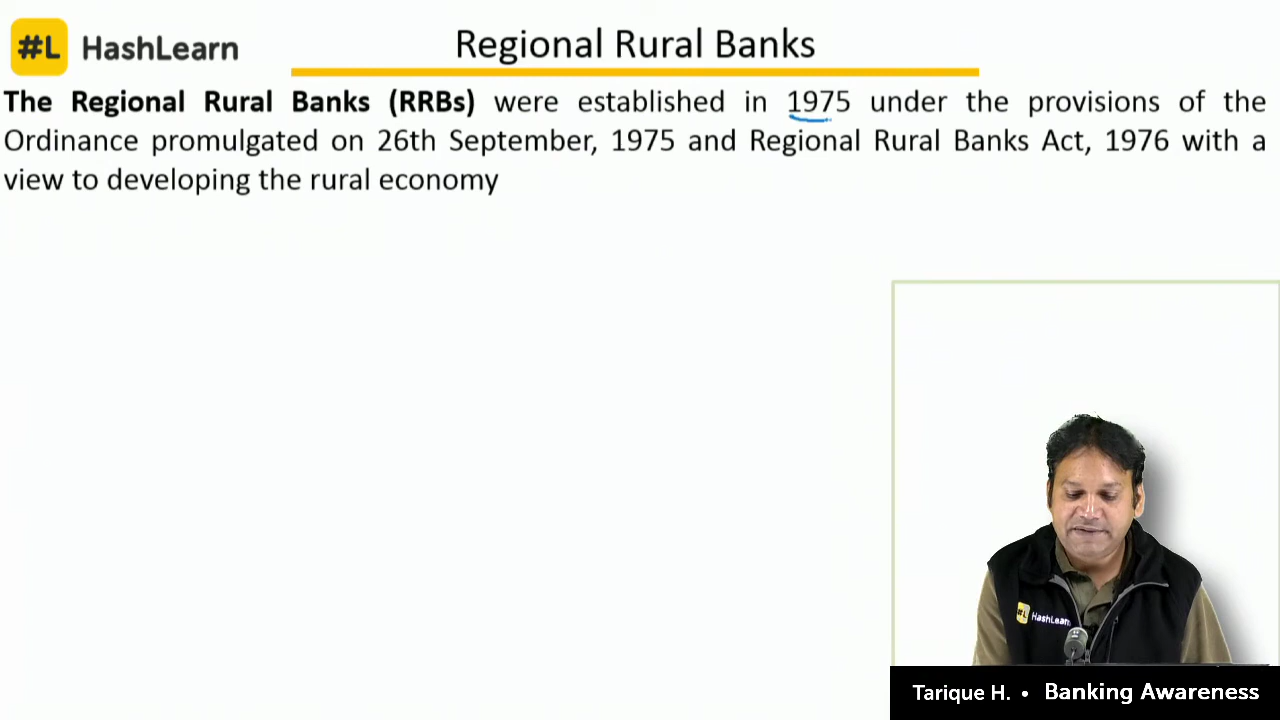 #L HashLearn
Regional Rural Banks
The Regional Rural Banks (RRBs) were established in 1975 under the provisions of the
Ordinance promulgated on 26th September, 1975 and Regional Rural Banks Act, 1976 with a
view to developing the rural economy
#L HashLearn
Tarique H. • Banking Awareness